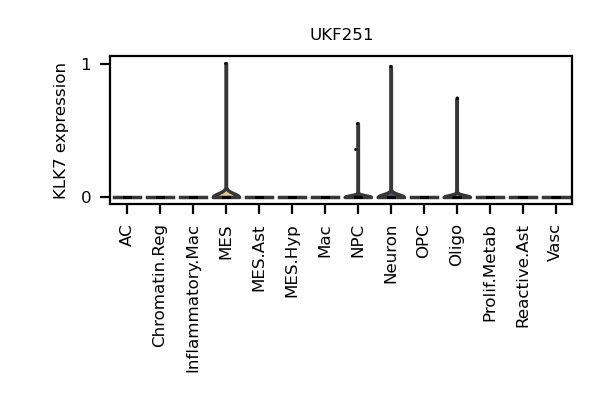 UKF251
KLK7 expression
1
0
AC
Chromatin.Reg
Inflammatory.Mac
MES
MES.Ast
MES.Hyp
Mac
NPC
Neuron
OPC
Oligo
Prolif.Metab
Reactive.Ast
Vasc